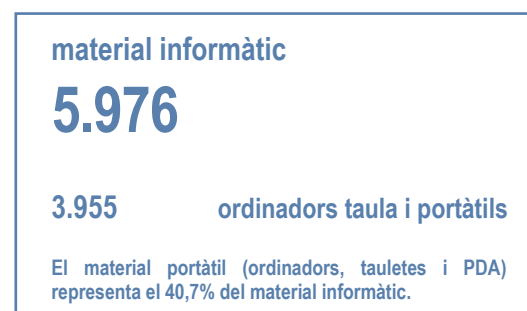 material informàtic
5.976
3.955 ordinadors taula i portàtils
El material portàtil (ordinadors, tauletes i PDA)
representa el 40,7% del material informàtic.